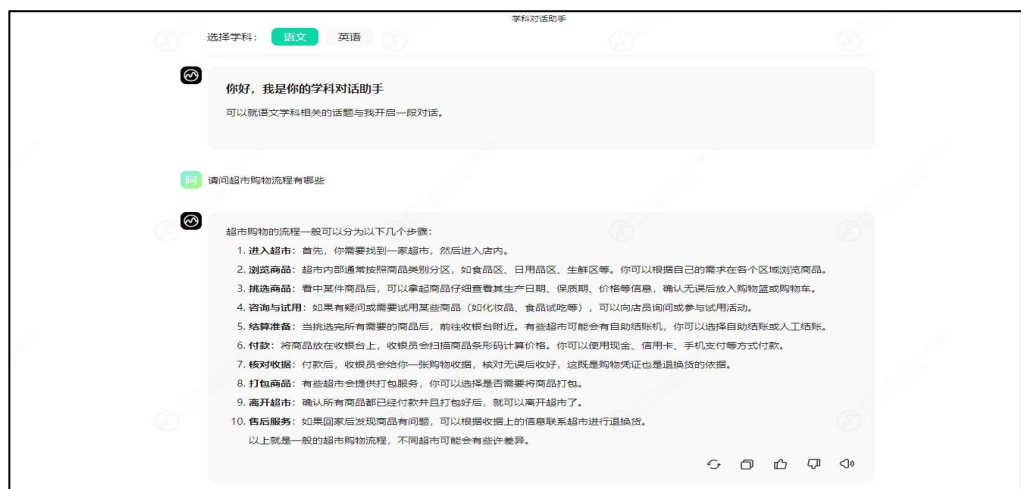 学科对话助手
选择学科： 语文 英语
你好，我是你的学科对话助手
可以就语文学科相关的话题与我开启一段对话。
阿 请问超市购物流程有哪些
超市购物的流程一般可以分为以下几个步骤：
1. 进入超市：首先，你需要找到一家超市，然后进入店内。
2. 浏览商品：超市内部通常按照商品类别分区，如食品区、日用品区、生鲜区等。你可以根据自己的需求在各个区域浏览商品。
3. 挑选商品：看中某件商品后，可以拿起商品仔细查看其生产日期、保质期、价格等信息，确认无误后放入购物篮或购物车。
4. 咨询与试用：如果有疑问或需要试用某些商品（如化妆品、食品试吃等），可以向店员询问或参与试用活动。
5. 结算准备：当挑选完所有需要的商品后，前往收银台附近。有些超市可能会有自助结账机，你可以选择自助结账或人工结账。
6. 付款：将商品放在收银台上，收银员会扫描商品条形码计算价格。你可以使用现金、信用卡、手机支付等方式付款。
7. 核对收据：付款后，收银员会给你一张购物收据，核对无误后收好，这既是购物凭证也是退换货的依据。
8. 打包商品：有些超市会提供打包服务，你可以选择是否需要将商品打包。
9. 离开超市：确认所有商品都已经付款并且打包好后，就可以离开超市了。
10. 售后服务：如果回家后发现商品有问题，可以根据收据上的信息联系超市进行退换货。
以上就是一般的超市购物流程，不同超市可能会有些许差异。